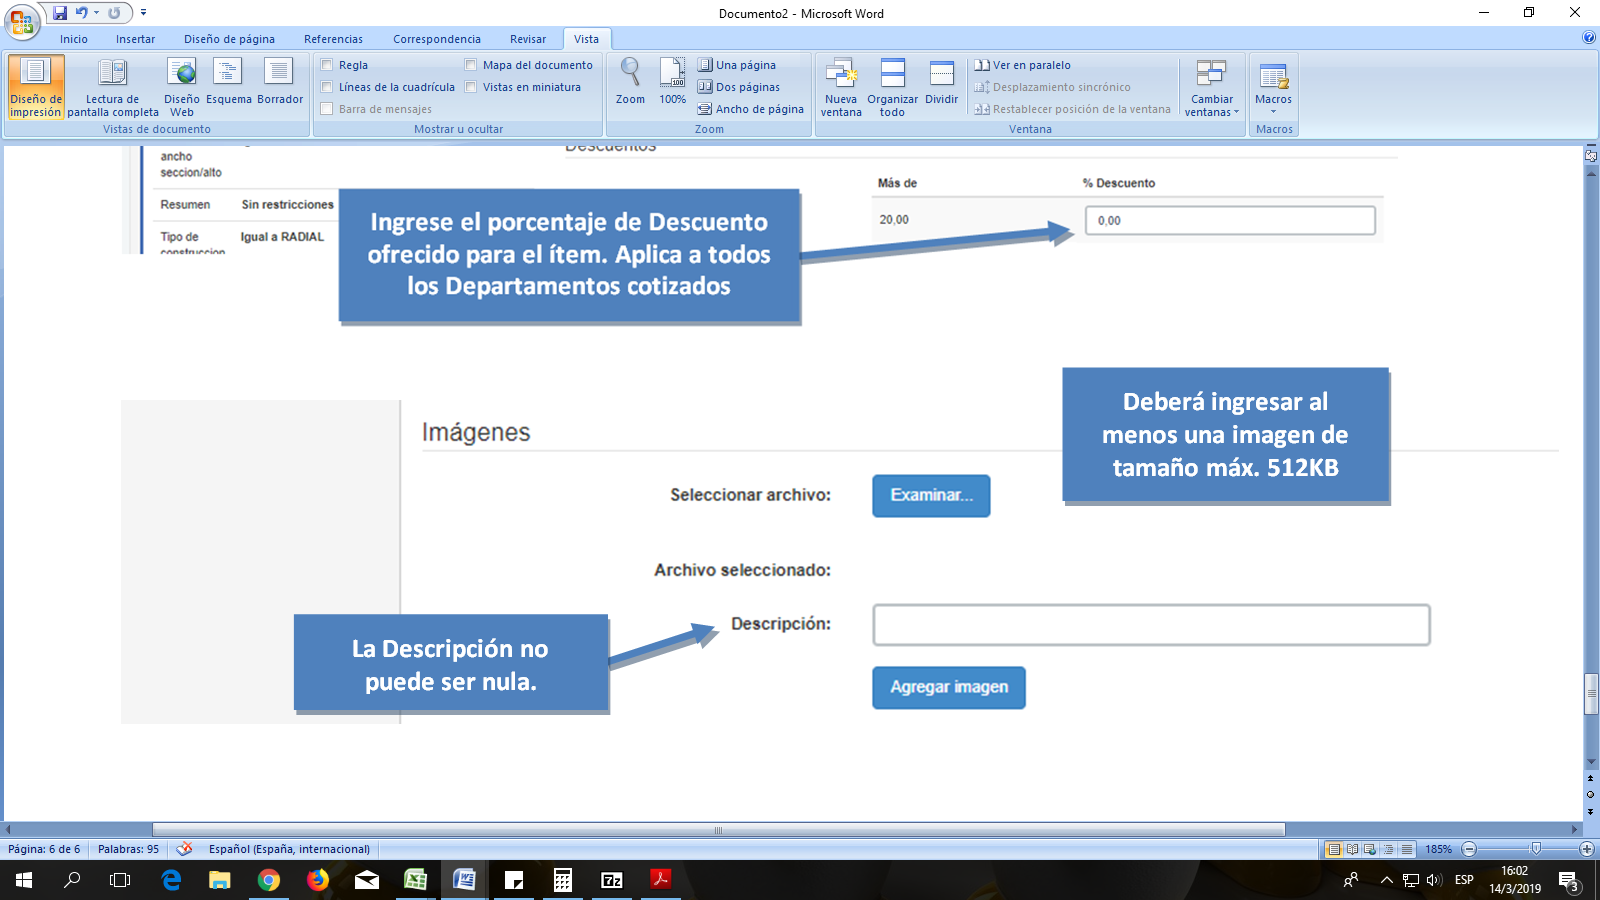 Documento2 - Microsoft Word
Inicio Insertar Diseño de página Referencias Correspondencia Revisar Vista
Diseño de impresión
Lectura de pantalla completa
Diseño Web
Esquema
Borrador
Vistas de documento
Regla
Líneas de la cuadrícula
Barra de mensajes
Mapa del documento
Vistas en miniatura
Mostrar u ocultar
Zoom
100%
Una página
Dos páginas
Ancho de página
Zoom
Nueva ventana
Organizar todo
Dividir
Ver en paralelo
Desplazamiento sincrónico
Restablecer posición de la ventana
Cambiar ventanas
Ventana
Macros
Macros
ancho
seccion/alto
Resumen Sin restricciones
Tipo de Igual a RADIAL
construccion
Descuentos
Más de % Descuento
20,00 0,00
Ingrese el porcentaje de Descuento
ofrecido para el ítem. Aplica a todos
los Departamentos cotizados
Deberá ingresar al
menos una imagen de
tamaño máx. 512KB
Imágenes
Seleccionar archivo: Examinar...
Archivo seleccionado:
Descripción:
La Descripción no
puede ser nula.
Agregar imagen
Página: 6 de 6 Palabras: 95 Español (España, internacional) 185%
ESP
16:02
14/3/2019
3